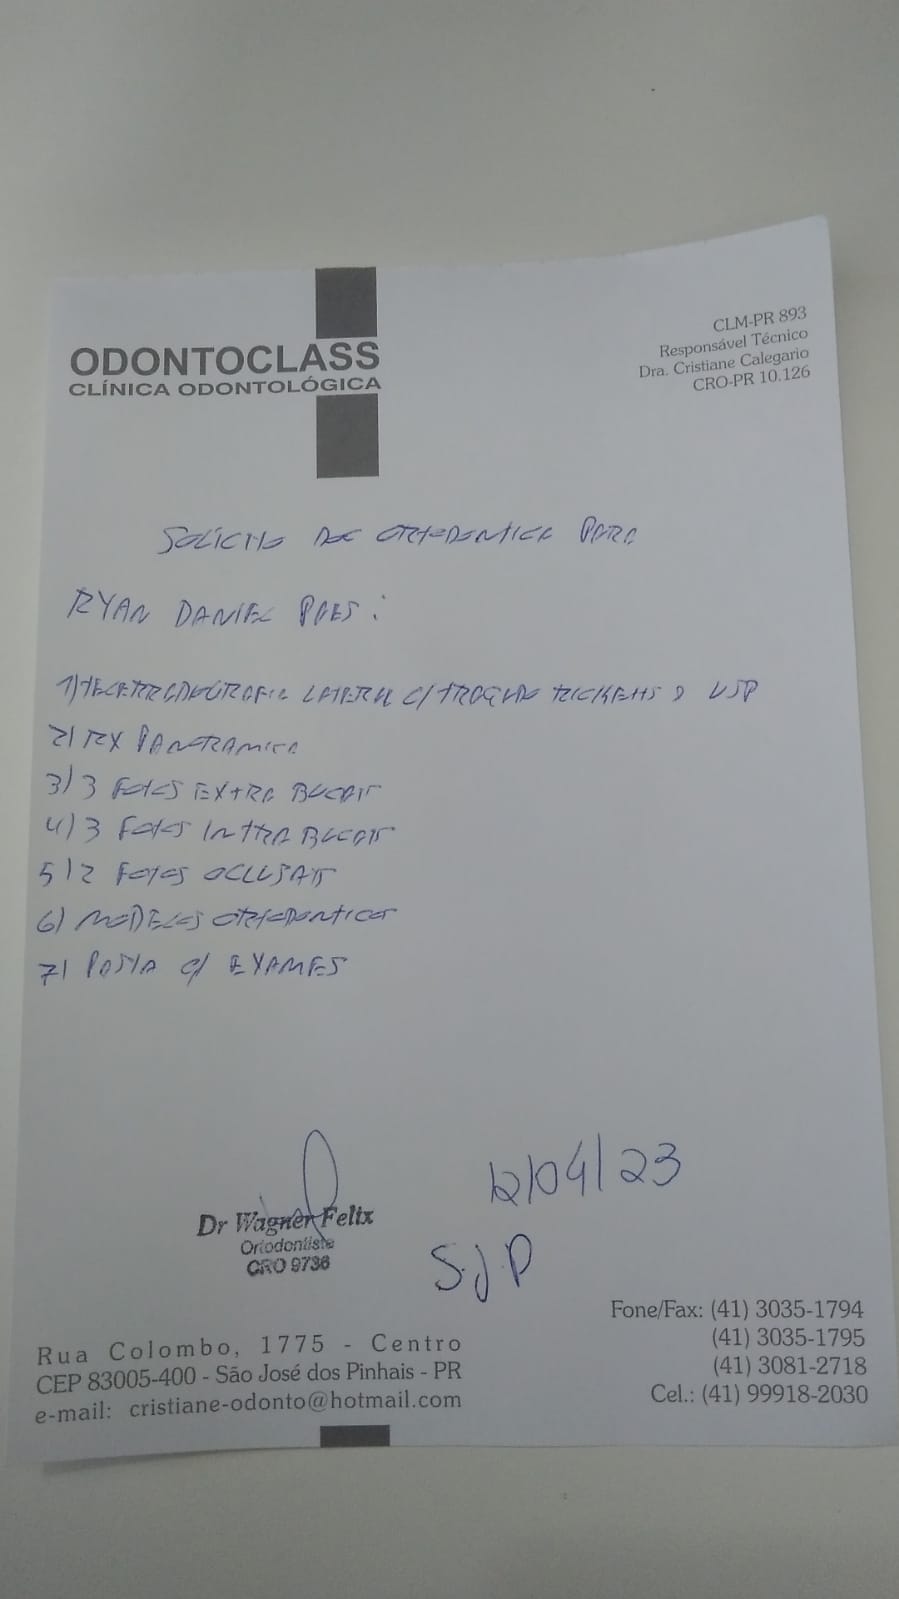 ODONTOCLASS
CLÍNICA ODONTOLÓGICA
CLM-PR 893
Responsável Técnico
Dra. Cristiane Calegario
CRO-PR 10.126
SOLICITO DOC ORTODONTICA PARA
RYAN DANIEL PAES:
1) TELERRADIOGRAFIA LATERAL C/ TRAÇADO RICKETTS USP
2) RX PANORAMICA
3) 3 FOTOS EXTRA BUCAIS
4) 3 FOTOS INTRA BUCAIS
5) 2 FOTOS OCLUSAIS
6) MODELOS ORTODONTICOS
7) PASTA C/ EXAMES
12/04/23
Dr Wagner Felix
Ortodontista
CRO 9736
SJP
Rua Colombo, 1775 - Centro
CEP 83005-400 - São José dos Pinhais - PR
e-mail: cristiane-odonto@hotmail.com
Fone/Fax: (41) 3035-1794
(41) 3035-1795
(41) 3081-2718
Cel.: (41) 99918-2030